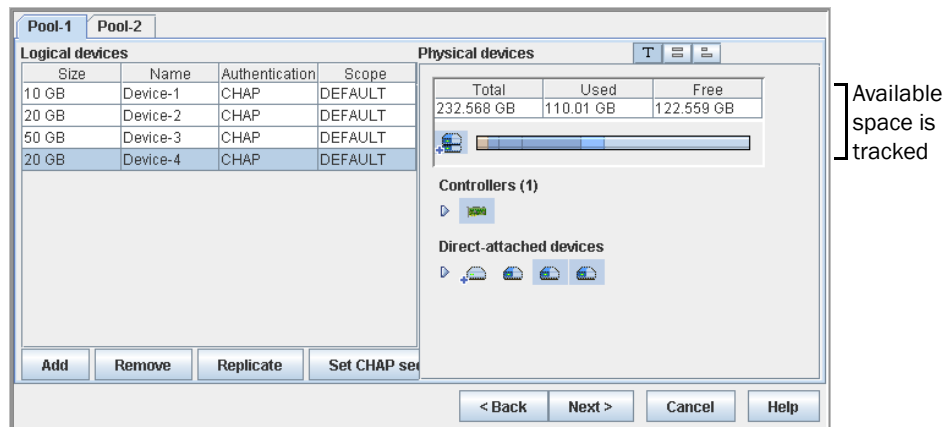 Pool-1 Pool-2
Logical devices
Size Name Authentication Scope
10 GB Device-1 CHAP DEFAULT
20 GB Device-2 CHAP DEFAULT
50 GB Device-3 CHAP DEFAULT
20 GB Device-4 CHAP DEFAULT
Add Remove Replicate Set CHAP sec
Physical devices
T
Total Used Free
232.568 GB 110.01 GB 122.559 GB
Controllers (1)
Direct-attached devices
< Back Next > Cancel Help
Available
space is
tracked